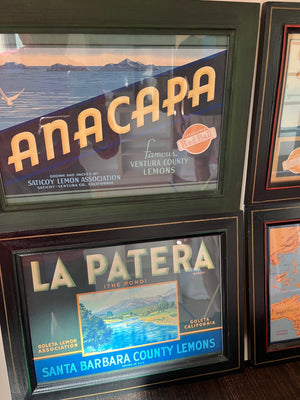 ANACAPA
famous
VENTURA COUNTY
LEMONS
GROWN AND PACKED BY
SATICOY LEMON ASSOCIATION
SATICOY · VENTURA CO. CALIFORNIA
LA PATERA
BRAND
(THE POND)
GOLETA LEMON
ASSOCIATION
GOLETA
CALIFORNIA
SANTA BARBARA COUNTY LEMONS